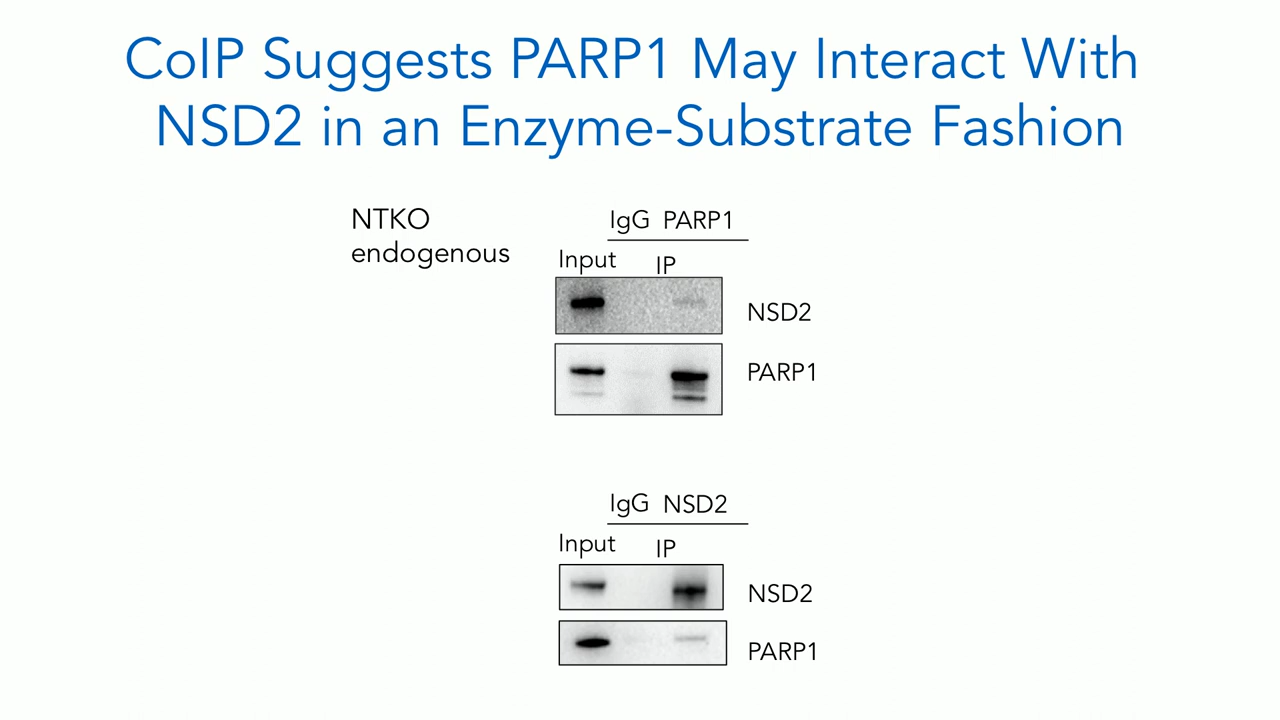 CoIP Suggests PARP1 May Interact With
NSD2 in an Enzyme-Substrate Fashion
NTKO
endogenous
IgG PARP1
Input IP
NSD2
PARP1
IgG NSD2
Input IP
NSD2
PARP1